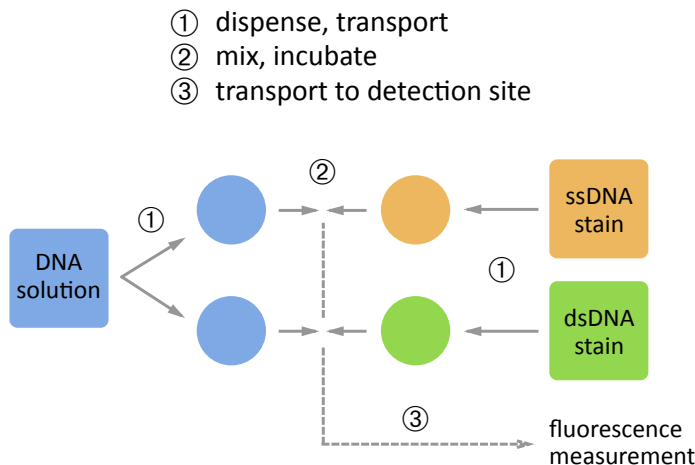 ① dispense, transport
② mix, incubate
③ transport to detection site
②
①
ssDNA
stain
DNA
solution
①
dsDNA
stain
③
fluorescence
measurement